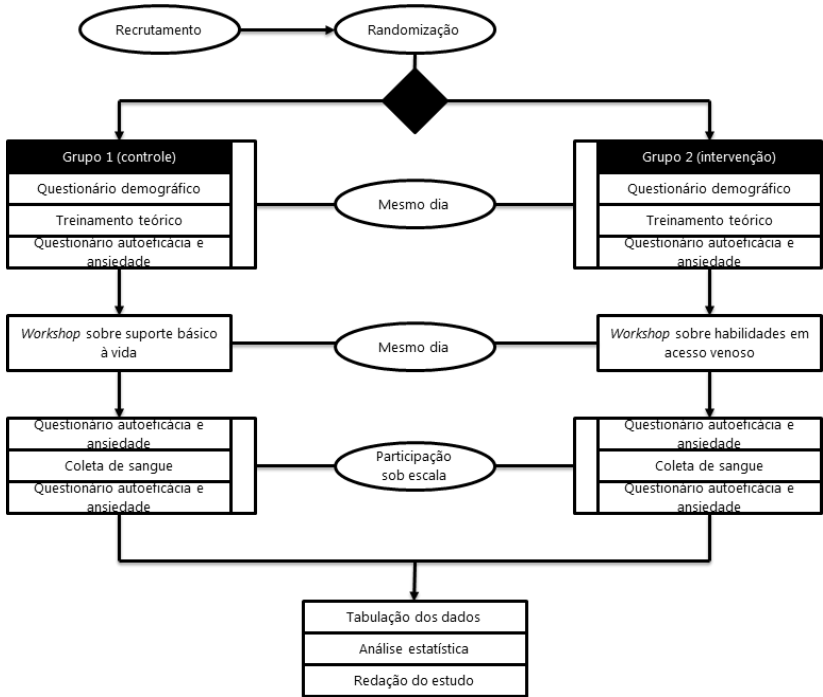 Recrutamento
Randomização
Grupo 1 (controle)
Questionário demográfico
Treinamento teórico
Questionário autoeficácia e
ansiedade
Mesmo dia
Grupo 2 (intervenção)
Questionário demográfico
Treinamento teórico
Questionário autoeficácia e
ansiedade
Workshop sobre suporte básico
à vida
Mesmo dia
Workshop sobre habilidades em
acesso venoso
Questionário autoeficácia e
ansiedade
Coleta de sangue
Questionário autoeficácia e
ansiedade
Participação
sob escala
Questionário autoeficácia e
ansiedade
Coleta de sangue
Questionário autoeficácia e
ansiedade
Tabulação dos dados
Análise estatística
Redação do estudo